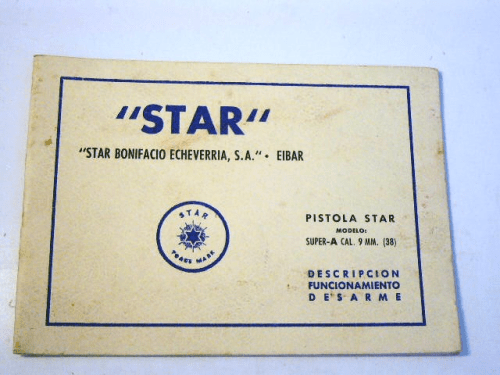 "STAR"
"STAR BONIFACIO ECHEVERRIA, S.A." • EIBAR
STAR
TRADE MARK
PISTOLA STAR
MODELO:
SUPER-A CAL. 9 MM. (38)
DESCRIPCION
FUNCIONAMIENTO
DESARME